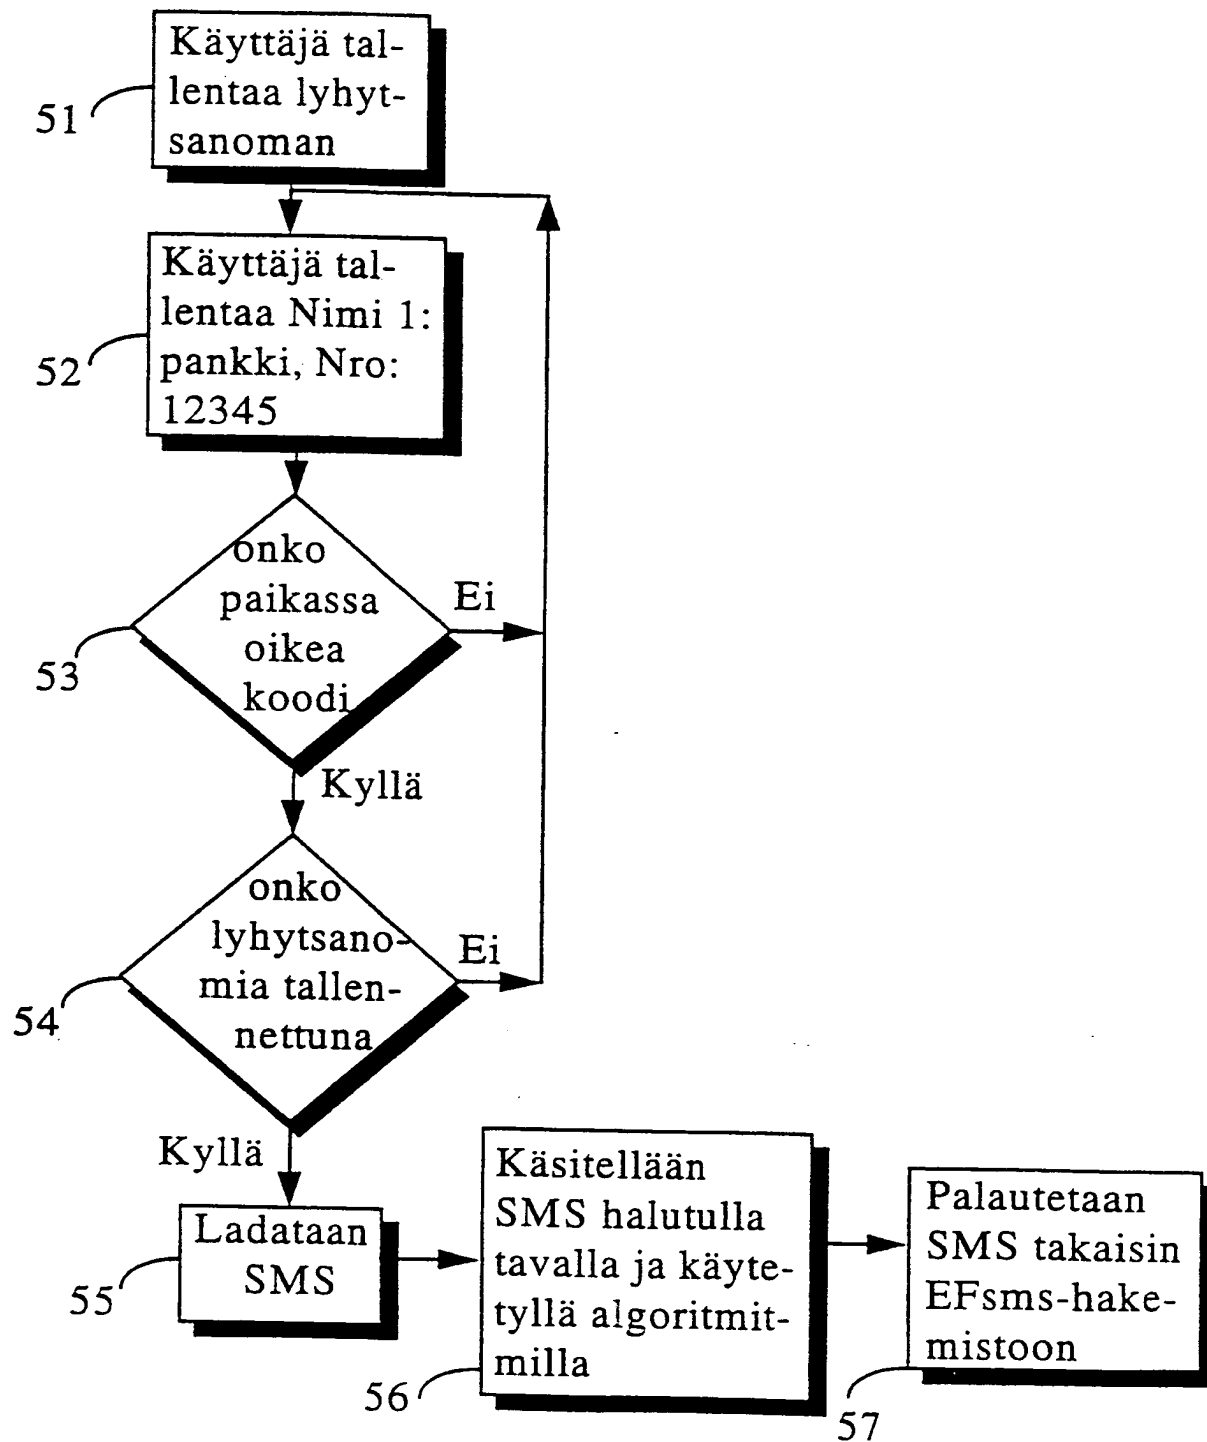 Käyttäjä tal-
lentaa lyhyt-
sanoman
51
Käyttäjä tal-
lentaa Nimi 1:
pankki, Nro:
12345
52
onko
paikassa
oikea
koodi
Ei
53
Kyllä
onko
lyhytsano-
mia tallen-
nettuna
Ei
54
Kyllä
Ladataan
SMS
55
Käsitellään
SMS halutulla
tavalla ja käyte-
tyllä algoritmit-
milla
56
Palautetaan
SMS takaisin
EFsms-hake-
mistoon
57